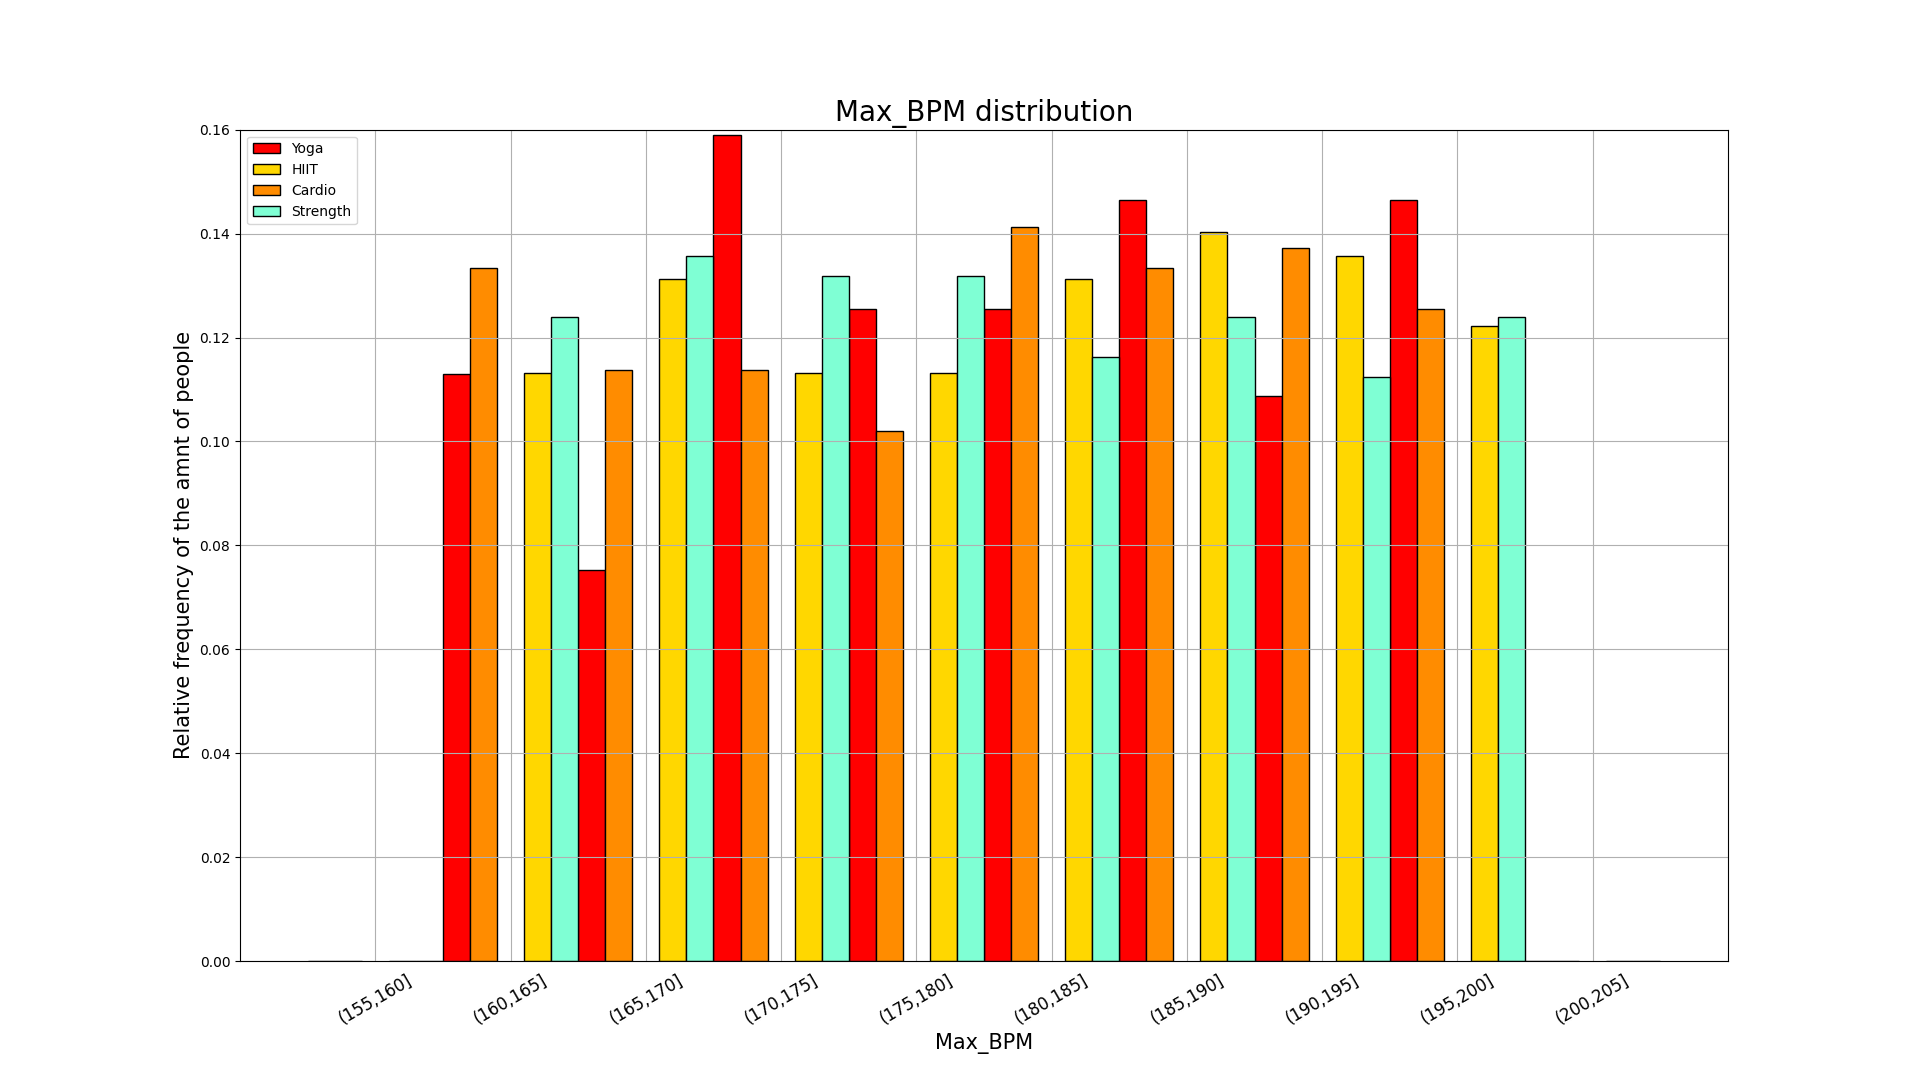 Max_BPM distribution
Yoga
HIIT
Cardio
Strength
0.16
0.14
0.12
0.10
0.08
0.06
0.04
0.02
0.00
Relative frequency of the amnt of people
(155,160]
(160,165]
(165,170]
(170,175]
(175,180]
(180,185]
(185,190]
(190,195]
(195,200]
(200,205]
Max_BPM